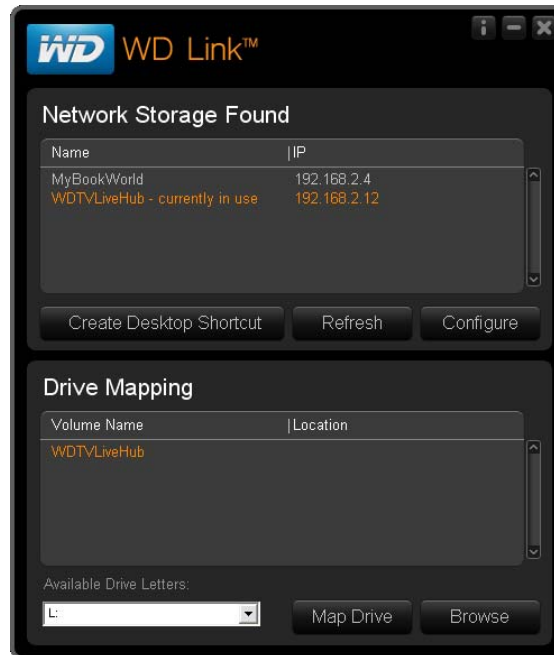 WD WD Link™
Network Storage Found
Name |IP
MyBookWorld 192.168.2.4
WDTVLiveHub - currently in use 192.168.2.12
Create Desktop Shortcut Refresh Configure
Drive Mapping
Volume Name |Location
WDTVLiveHub
Available Drive Letters:
L:
Map Drive Browse